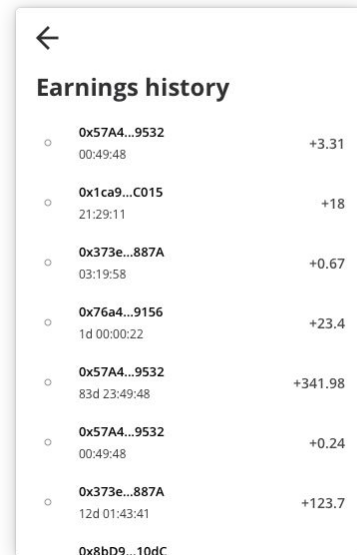 Earnings history
0x57A4...9532
+3.31
00:49:48
0x1ca9...C015
+18
21:29:11
0x373e...887A
+0.67
03:19:58
0x76a4...9156
+23.4
1d 00:00:22
0x57A4...9532
+341.98
83d 23:49:48
0x57A4...9532
+0.24
00:49:48
0x373e...887A
+123.7
12d 01:43:41
0x8bD9...10dC